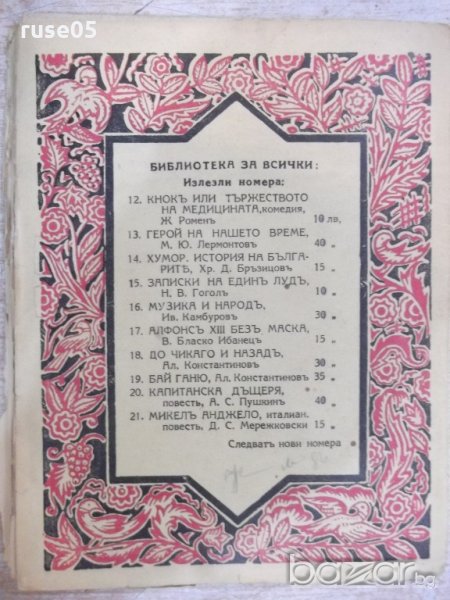 ruse05
БИБЛИОТЕКА ЗА ВСИЧКИ:
Излезли номера:
12. КНОКЪ ИЛИ ТЪРЖЕСТВОТО
НА МЕДИЦИНАТА, комедия,
Ж. Роменъ 10 лв.
13. ГЕРОЙ НА НАШЕТО ВРЕМЕ,
М. Ю. Лермонтовъ 40 „
14. ХУМОР. ИСТОРИЯ НА БЪЛГА-
РИТѢ, Хр. Д. Бръзицовъ 15 „
15. ЗАПИСКИ НА ЕДИНЪ ЛУДЪ,
Н. В. Гоголъ 10 „
16. МУЗИКА И НАРОДЪ,
Ив. Камбуровъ 30 „
17. АЛФОНСЪ XIII БЕЗЪ МАСКА,
В. Бласко Ибанецъ 15 „
18. ДО ЧИКАГО И НАЗАДЪ,
Ал. Константиновъ 30 „
19. БАЙ ГАНЮ, Ал. Константиновъ 35 „
20. КАПИТАНСКА ДЪЩЕРЯ,
повесть, А. С. Пушкинъ 40 „
21. МИКЕЛЪ АНДЖЕЛО, италиан.
повесть, Д. С. Мережковски 15 „
Следватъ нови номера
bazar.bg